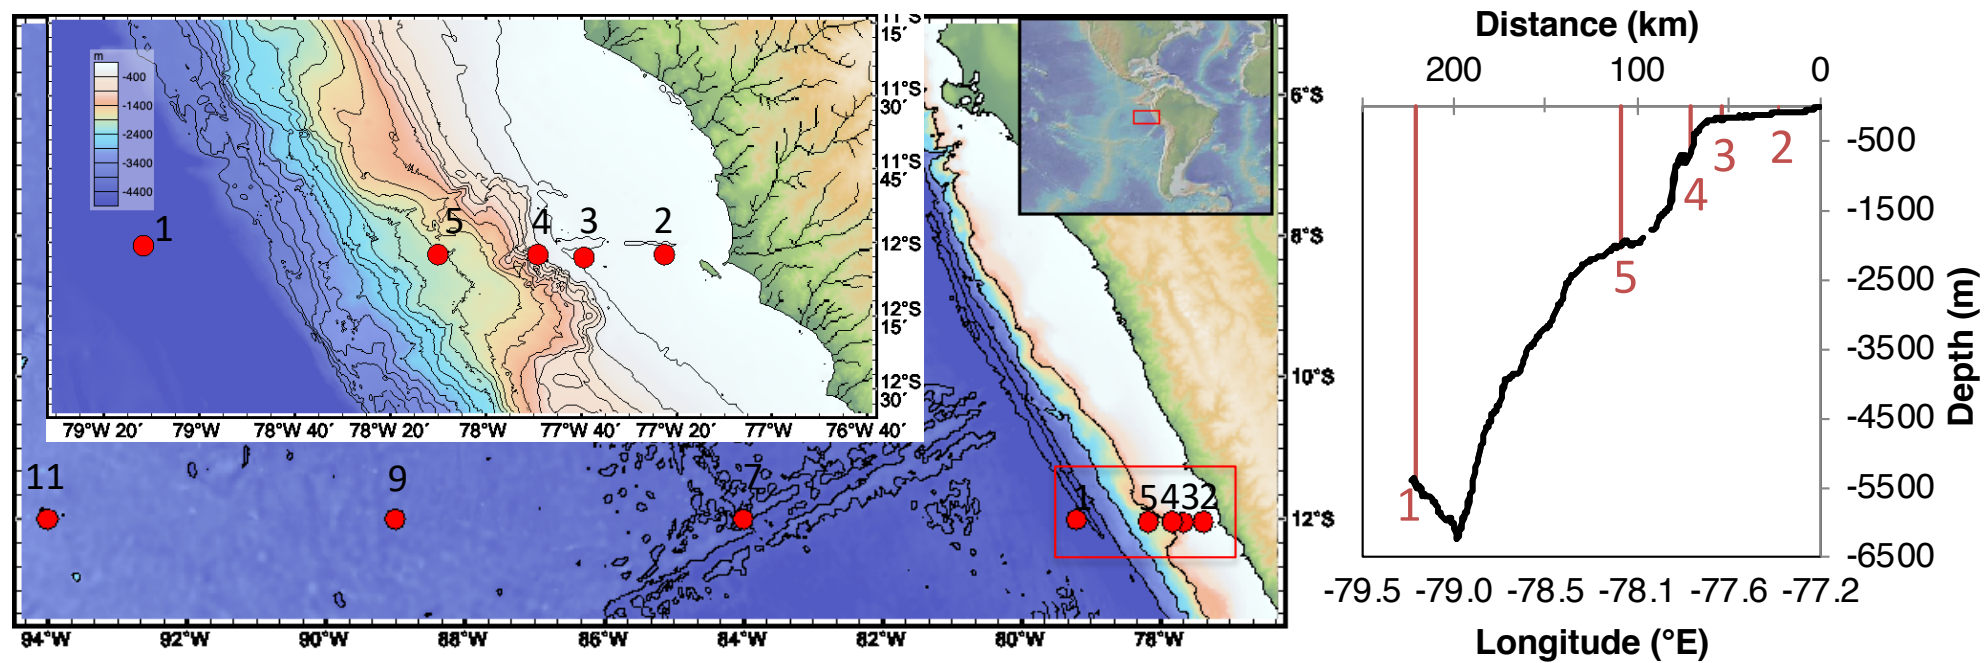 m
-400
-1400
-2400
-3400
-4400
15´
11°S
30´
11°S
45´
12°S
12°S
15´
12°S
30´
1
5
4
3
2
79°W 20´
79°W
78°W 40´
78°W 20´
78°W
77°W 40´
77°W 20´
77°W
76°W 40´
11
9
7
1
5432
6°S
8°S
10°S
12°S
94°W
92°W
90°W
88°W
86°W
84°W
82°W
80°W
78°W
Distance (km)
200
100
0
-500
-1500
-2500
-3500
-4500
-5500
-6500
Depth (m)
2
3
4
5
1
-79.5
-79.0
-78.5
-78.1
-77.6
-77.2
Longitude (°E)